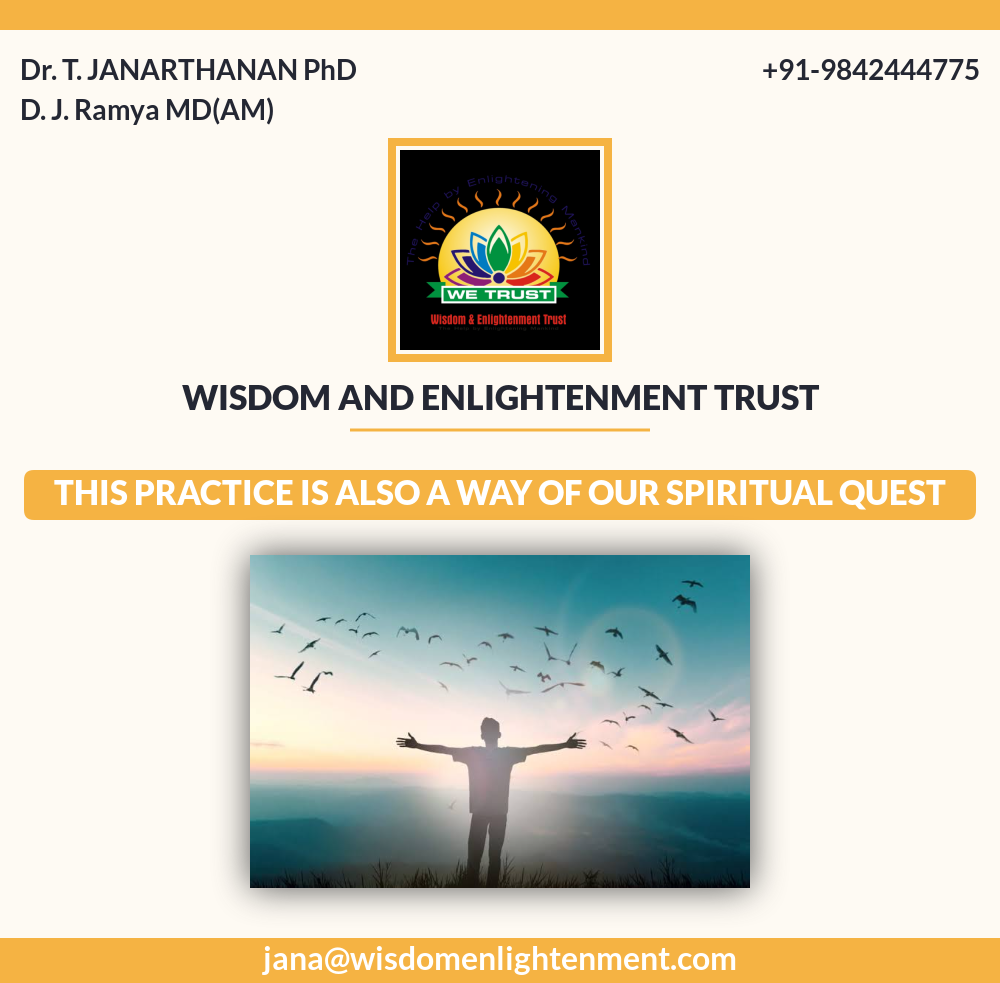 Dr. T. JANARTHANAN PhD
+91-9842444775
D. J. Ramya MD(AM)
The Help by Enlightening Mankind
WE TRUST
Wisdom & Enlightenment Trust
The Help by Enlightening Mankind
WISDOM AND ENLIGHTENMENT TRUST
THIS PRACTICE IS ALSO A WAY OF OUR SPIRITUAL QUEST
jana@wisdomenlightenment.com